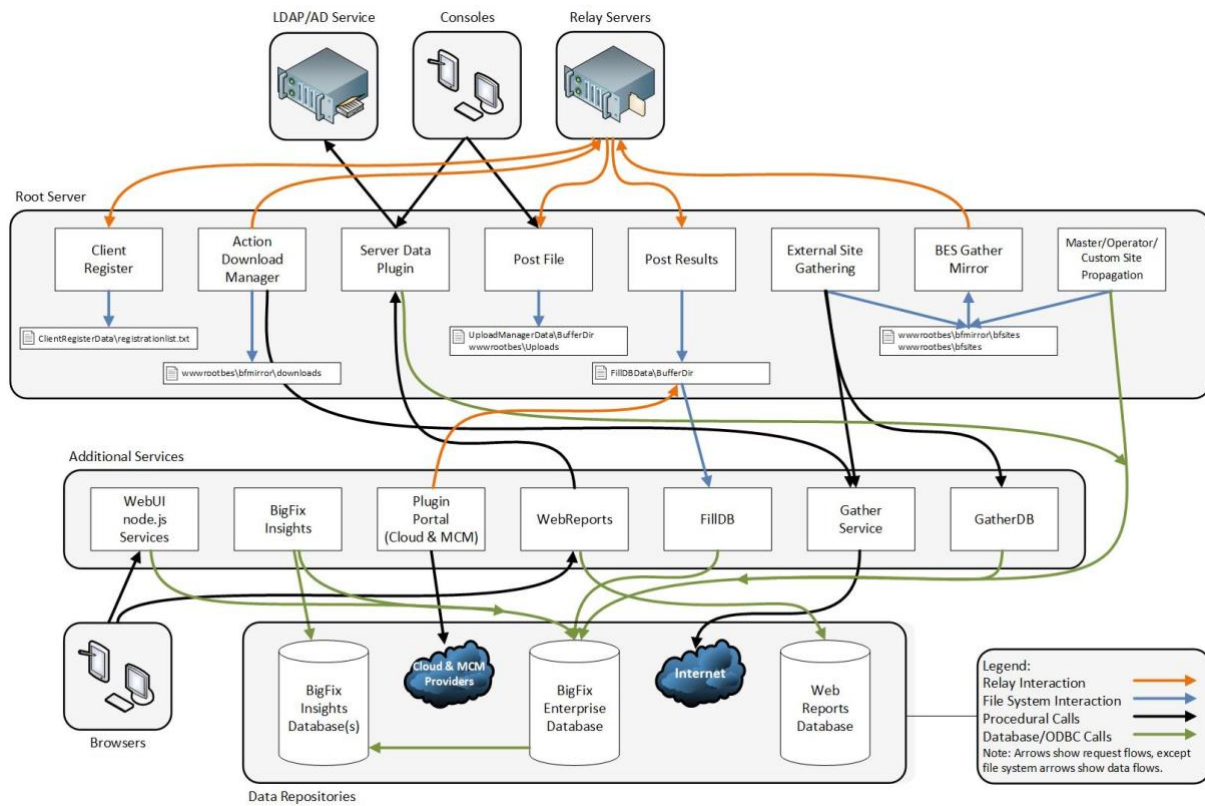 LDAP/AD Service
Consoles
Relay Servers
Root Server
Client
Register
Action
Download
Manager
Server Data
Plugin
Post File
Post Results
External Site
Gathering
BES Gather
Mirror
Master/Operator/
Custom Site
Propagation
ClientRegisterData\registrationlist.txt
wwwrootbes\bfmirror\downloads
UploadManagerData\BufferDir
wwwrootbes\Uploads
FillDBData\BufferDir
wwwrootbes\bfmirror\bfsites
wwwrootbes\bfsites
Additional Services
WebUI
node.js
Services
BigFix
Insights
Plugin
Portal
(Cloud & MCM)
WebReports
FillDB
Gather
Service
GatherDB
Browsers
BigFix
Insights
Database(s)
Cloud & MCM
Providers
BigFix
Enterprise
Database
Internet
Web
Reports
Database
Data Repositories
Legend:
Relay Interaction
File System Interaction
Procedural Calls
Database/ODBC Calls
Note: Arrows show request flows, except
file system arrows show data flows.